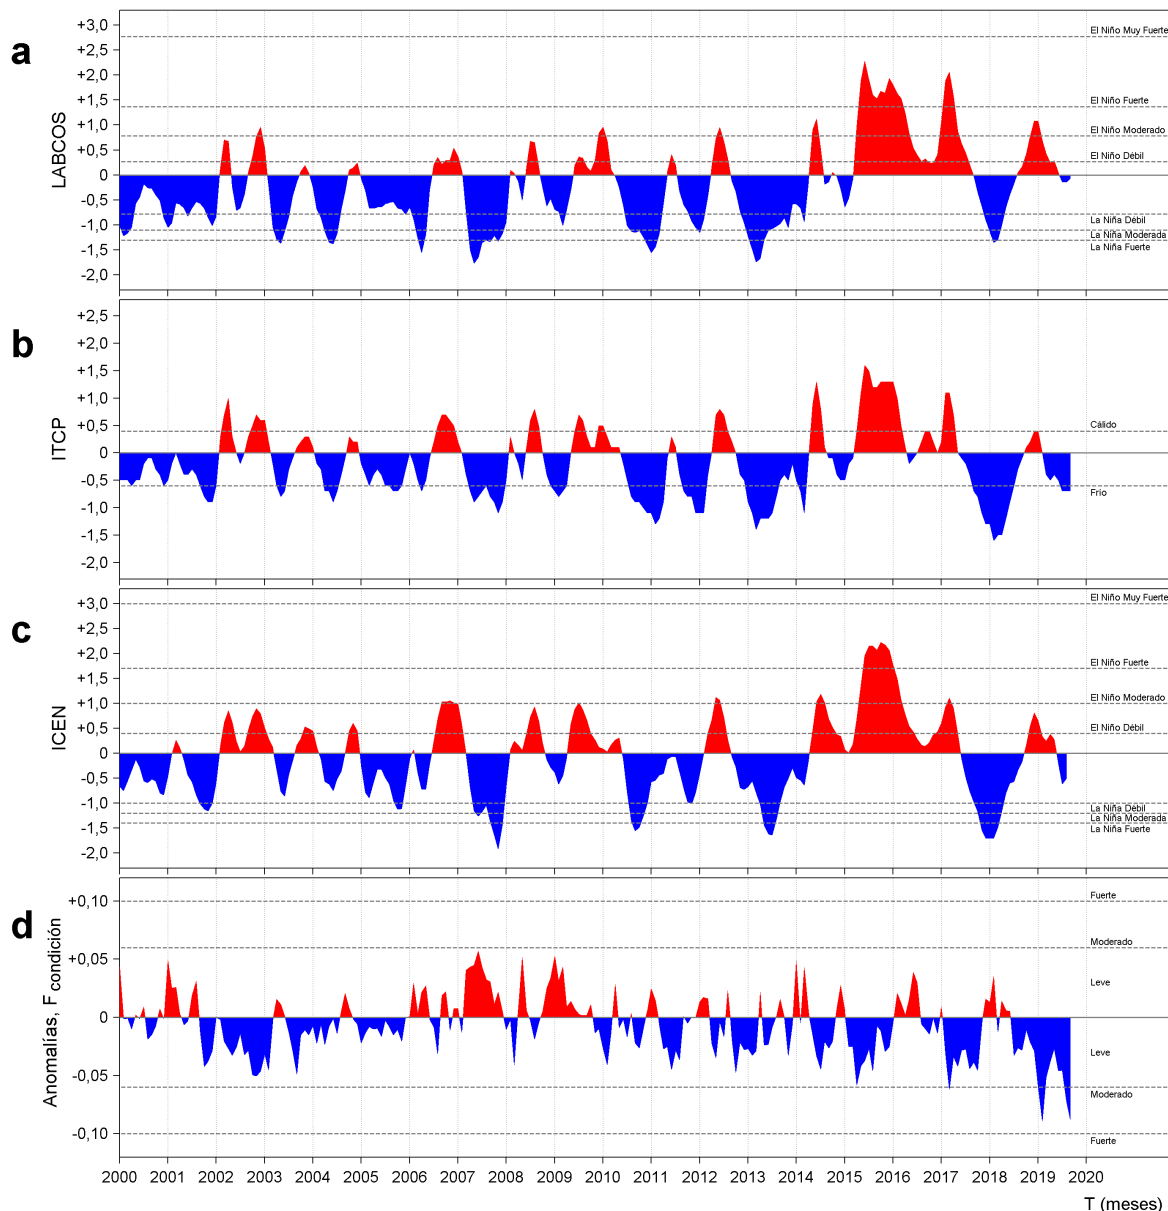 a
LABCOS
+3,0
+2,5
+2,0
+1,5
+1,0
+0,5
0
-0,5
-1,0
-1,5
-2,0
El Niño Muy Fuerte
El Niño Fuerte
El Niño Moderado
El Niño Débil
La Niña Débil
La Niña Moderada
La Niña Fuerte
b
ITCP
+2,5
+2,0
+1,5
+1,0
+0,5
0
-0,5
-1,0
-1,5
-2,0
Cálido
Frio
c
ICEN
+3,0
+2,5
+2,0
+1,5
+1,0
+0,5
0
-0,5
-1,0
-1,5
-2,0
El Niño Muy Fuerte
El Niño Fuerte
El Niño Moderado
El Niño Débil
La Niña Débil
La Niña Moderada
La Niña Fuerte
d
Anomalías, F condición
+0,10
+0,05
0
-0,05
-0,10
Fuerte
Moderado
Leve
Leve
Moderado
Fuerte
2000 2001 2002 2003 2004 2005 2006 2007 2008 2009 2010 2011 2012 2013 2014 2015 2016 2017 2018 2019 2020
T (meses)